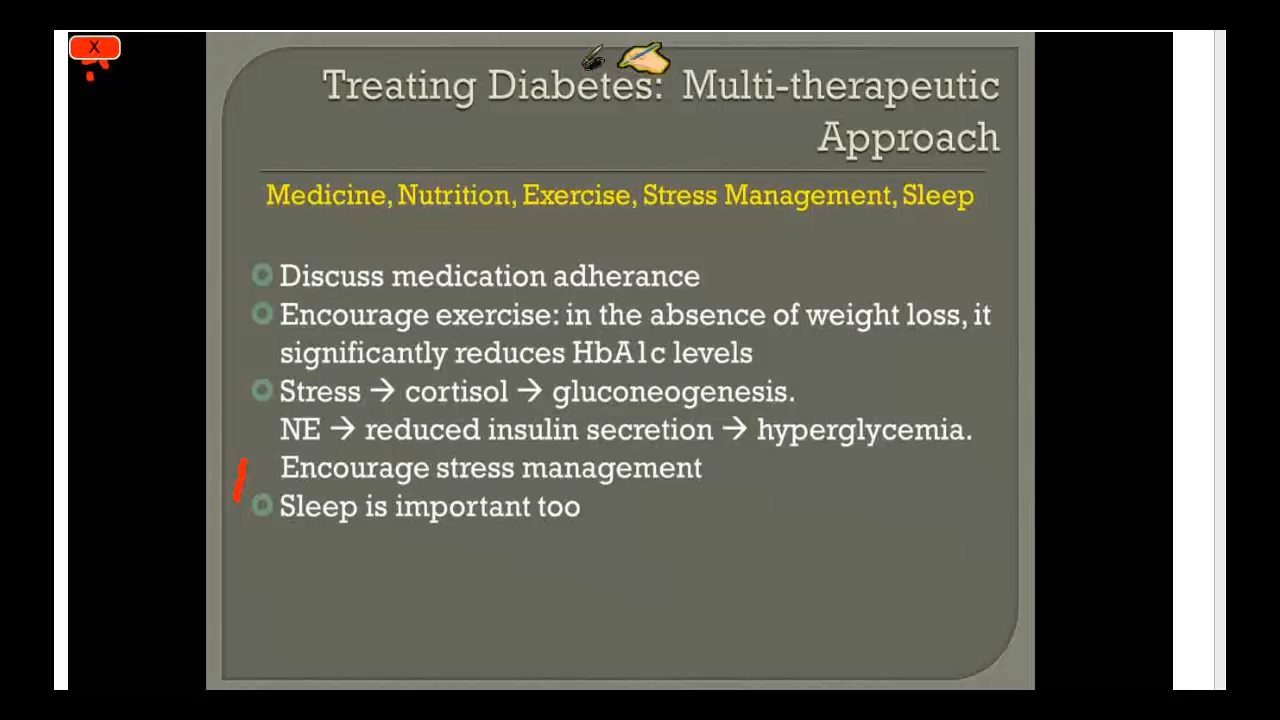 X
Treating Diabetes: Multi-therapeutic
Approach
Medicine, Nutrition, Exercise, Stress Management, Sleep
Discuss medication adherance
Encourage exercise: in the absence of weight loss, it
significantly reduces HbA1c levels
Stress → cortisol → gluconeogenesis.
NE → reduced insulin secretion → hyperglycemia.
Encourage stress management
Sleep is important too